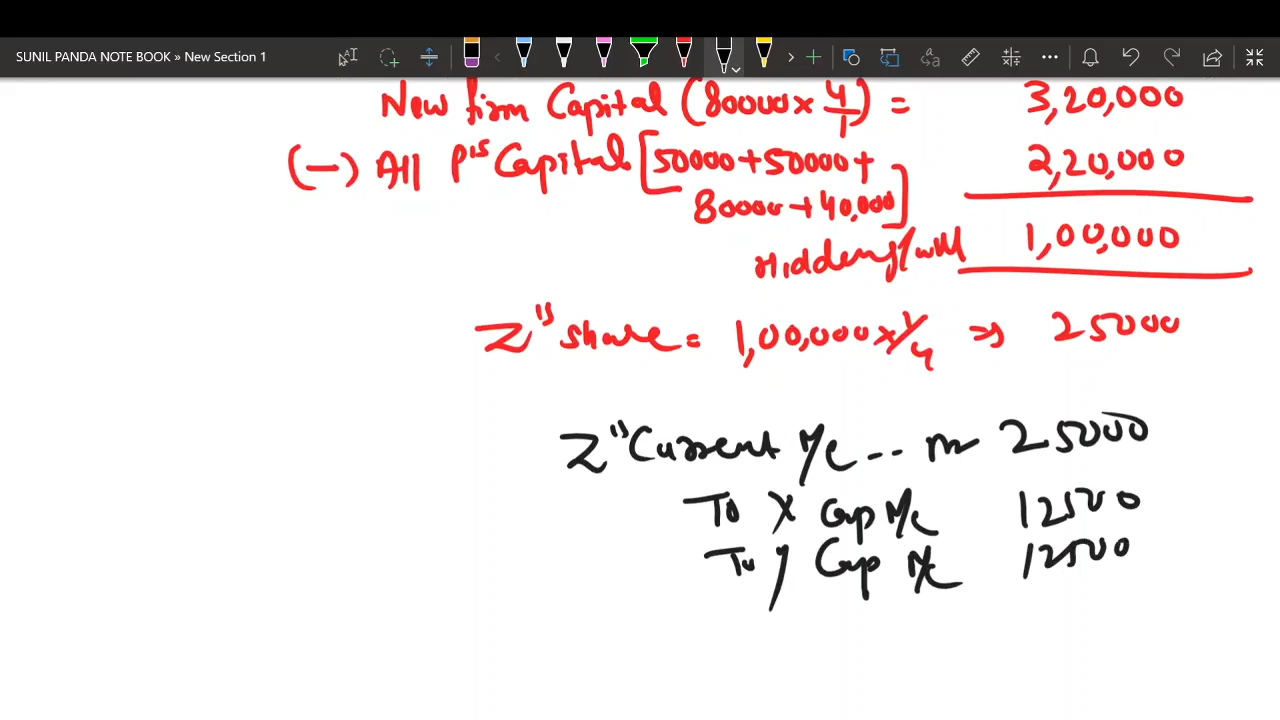 SUNIL PANDA NOTE BOOK » New Section 1
New firm Capital (80000 x 4/1) = 3,20,000
(-) All P"s Capital [50000+50000+ 2,20,000
80000+40,000]
Hidden g/will 1,00,000
Z"s share = 1,00,000 x 1/4 => 25000
Z" Current A/c -- Dr 25000
To X Cap A/c 12500
To Y Cap A/c 12500